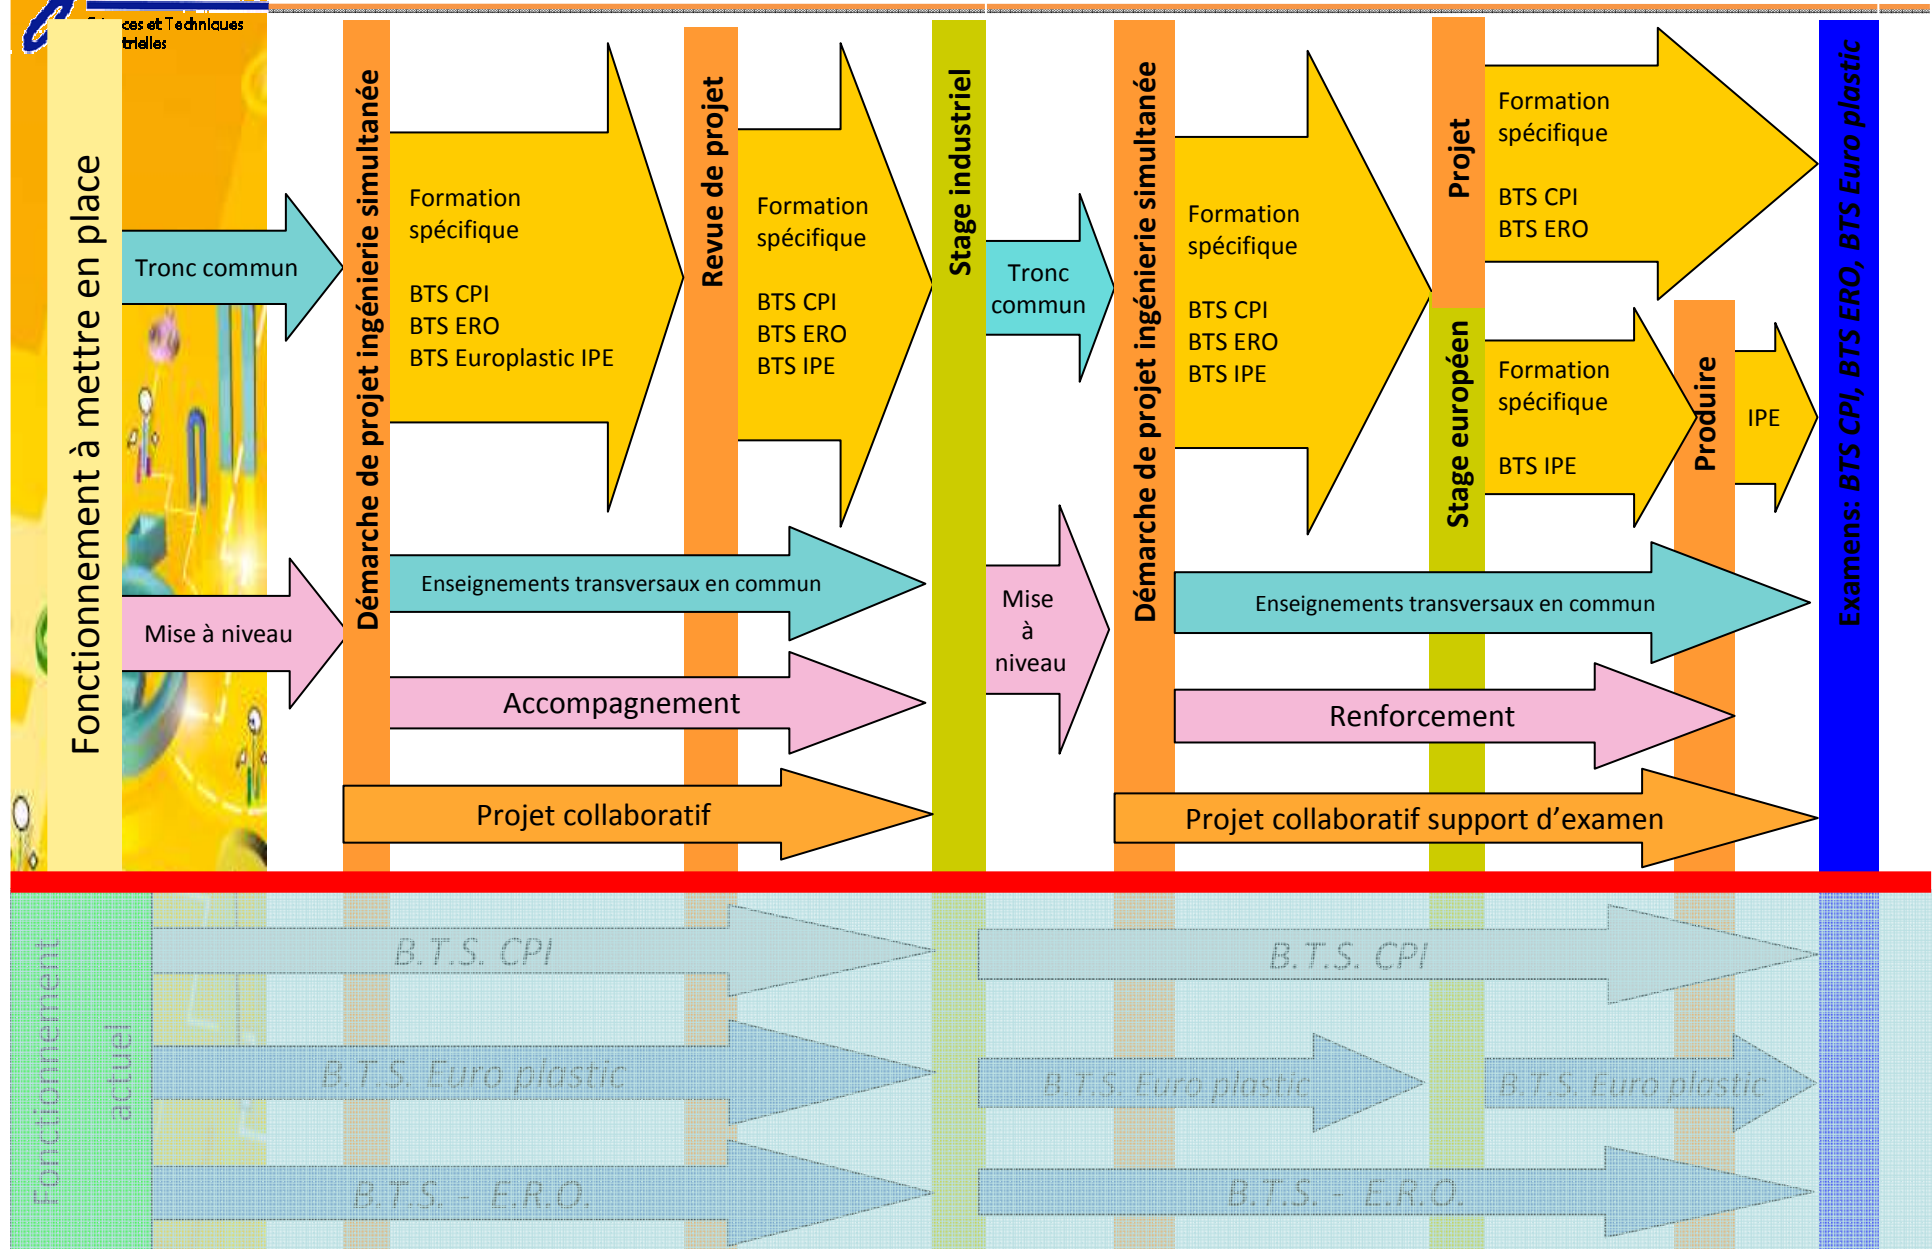 Sciences et Techniques
Fonctionnement à mettre en place
Tronc commun
Mise à niveau
Démarche de projet ingénierie simultanée
Formation
spécifique
BTS CPI
BTS ERO
BTS Europlastic IPE
Revue de projet
Formation
spécifique
BTS CPI
BTS ERO
BTS IPE
Enseignements transversaux en commun
Accompagnement
Projet collaboratif
Stage industriel
Tronc
commun
Mise
à
niveau
Démarche de projet ingénierie simultanée
Formation
spécifique
BTS CPI
BTS ERO
BTS IPE
Projet
Stage européen
Formation
spécifique
BTS CPI
BTS ERO
Formation
spécifique
BTS IPE
Produire
IPE
Enseignements transversaux en commun
Renforcement
Projet collaboratif support d’examen
Examens: BTS CPI, BTS ERO, BTS Euro plastic
Fonctionnement
actuel
B.T.S. CPI
B.T.S. CPI
B.T.S. Euro plastic
B.T.S. Euro plastic
B.T.S. Euro plastic
B.T.S. - E.R.O.
B.T.S. - E.R.O.